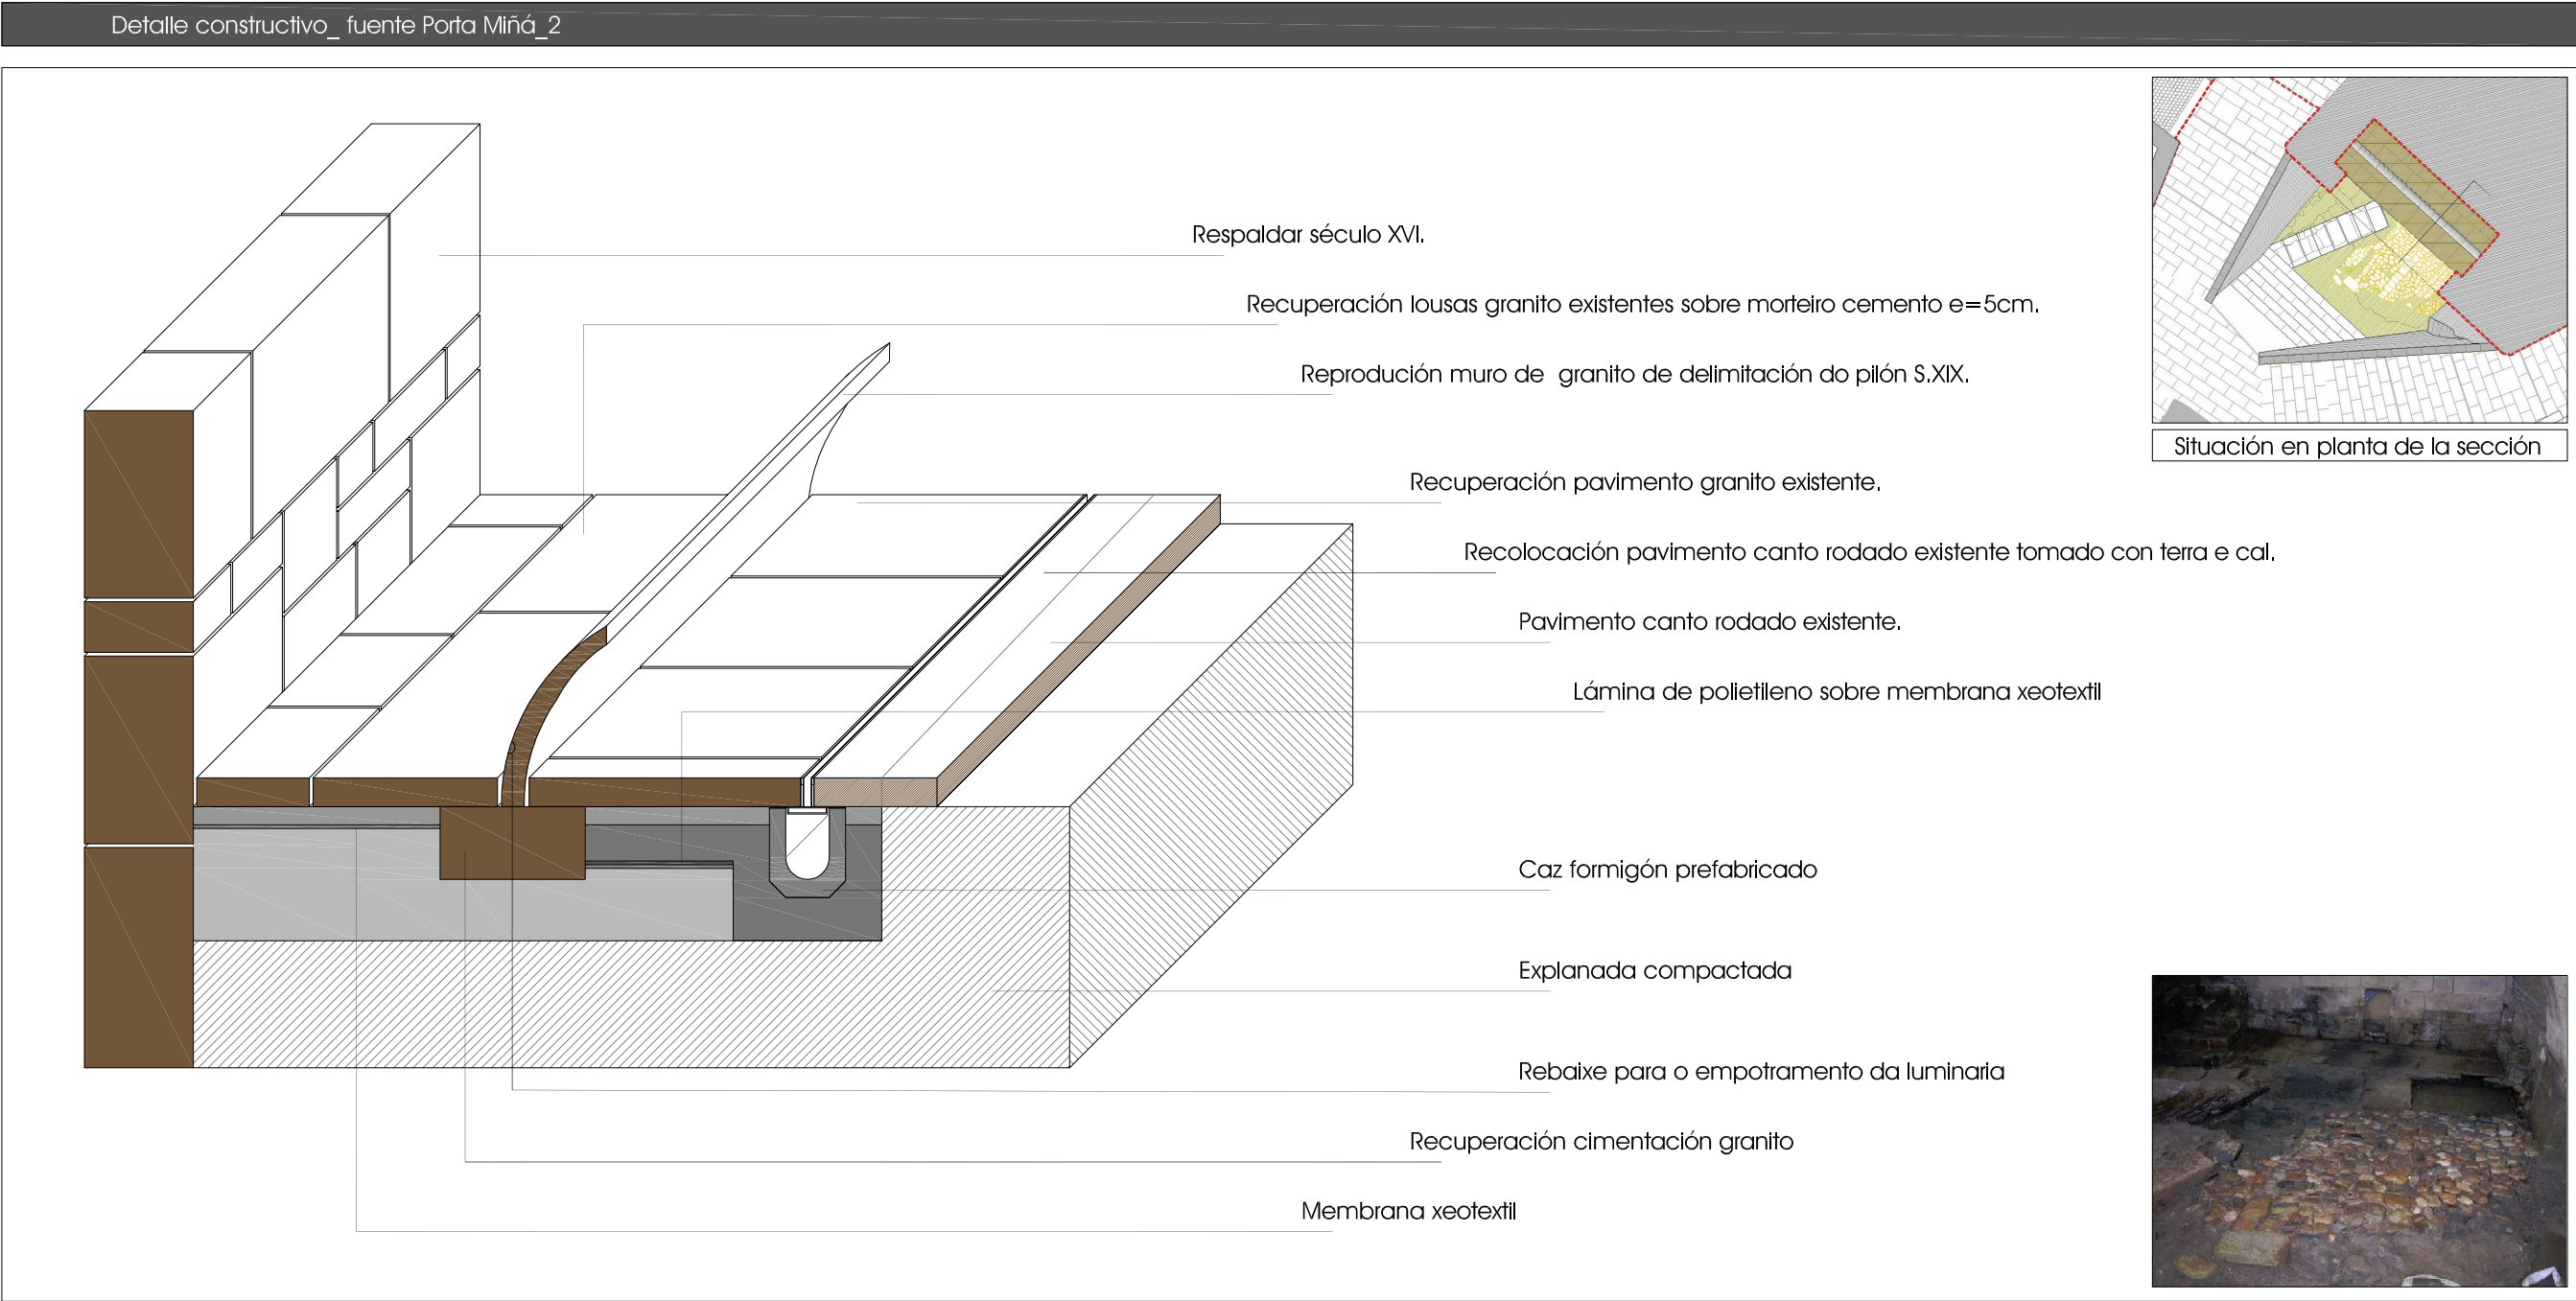 Detalle constructivo_ fuente Porta Miñá_2
Respaldar século XVI.
Recuperación lousas granito existentes sobre morteiro cemento e=5cm.
Reprodución muro de  granito de delimitación do pilón S.XIX.
Situación en planta de la sección
Recuperación pavimento granito existente.
Recolocación pavimento canto rodado existente tomado con terra e cal.
Pavimento canto rodado existente.
Lámina de polietileno sobre membrana xeotextil
Caz formigón prefabricado
Explanada compactada
Rebaixe para o empotramento da luminaria
Recuperación cimentación granito
Membrana xeotextil